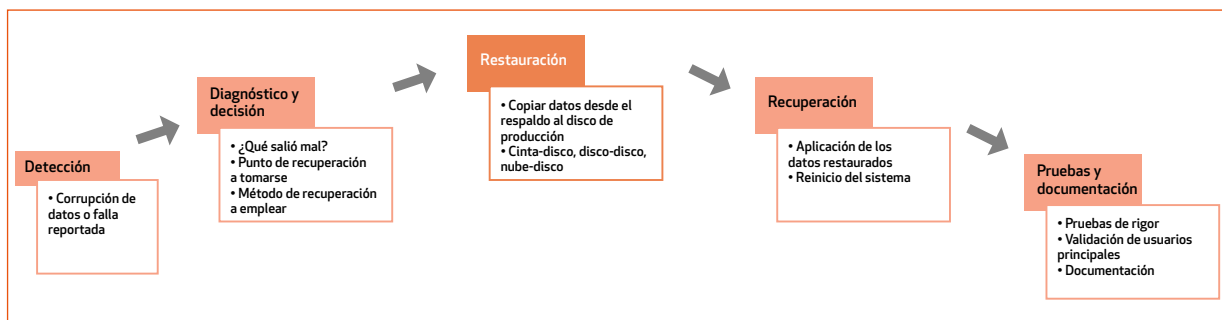 Detección
• Corrupción de
datos o falla
reportada
Diagnóstico y
decisión
• ¿Qué salió mal?
• Punto de recuperación
a tomarse
• Método de recuperación
a emplear
Restauración
• Copiar datos desde el
respaldo al disco de
producción
• Cinta-disco, disco-disco,
nube-disco
Recuperación
• Aplicación de los
datos restaurados
• Reinicio del sistema
Pruebas y
documentación
• Pruebas de rigor
• Validación de usuarios
principales
• Documentación